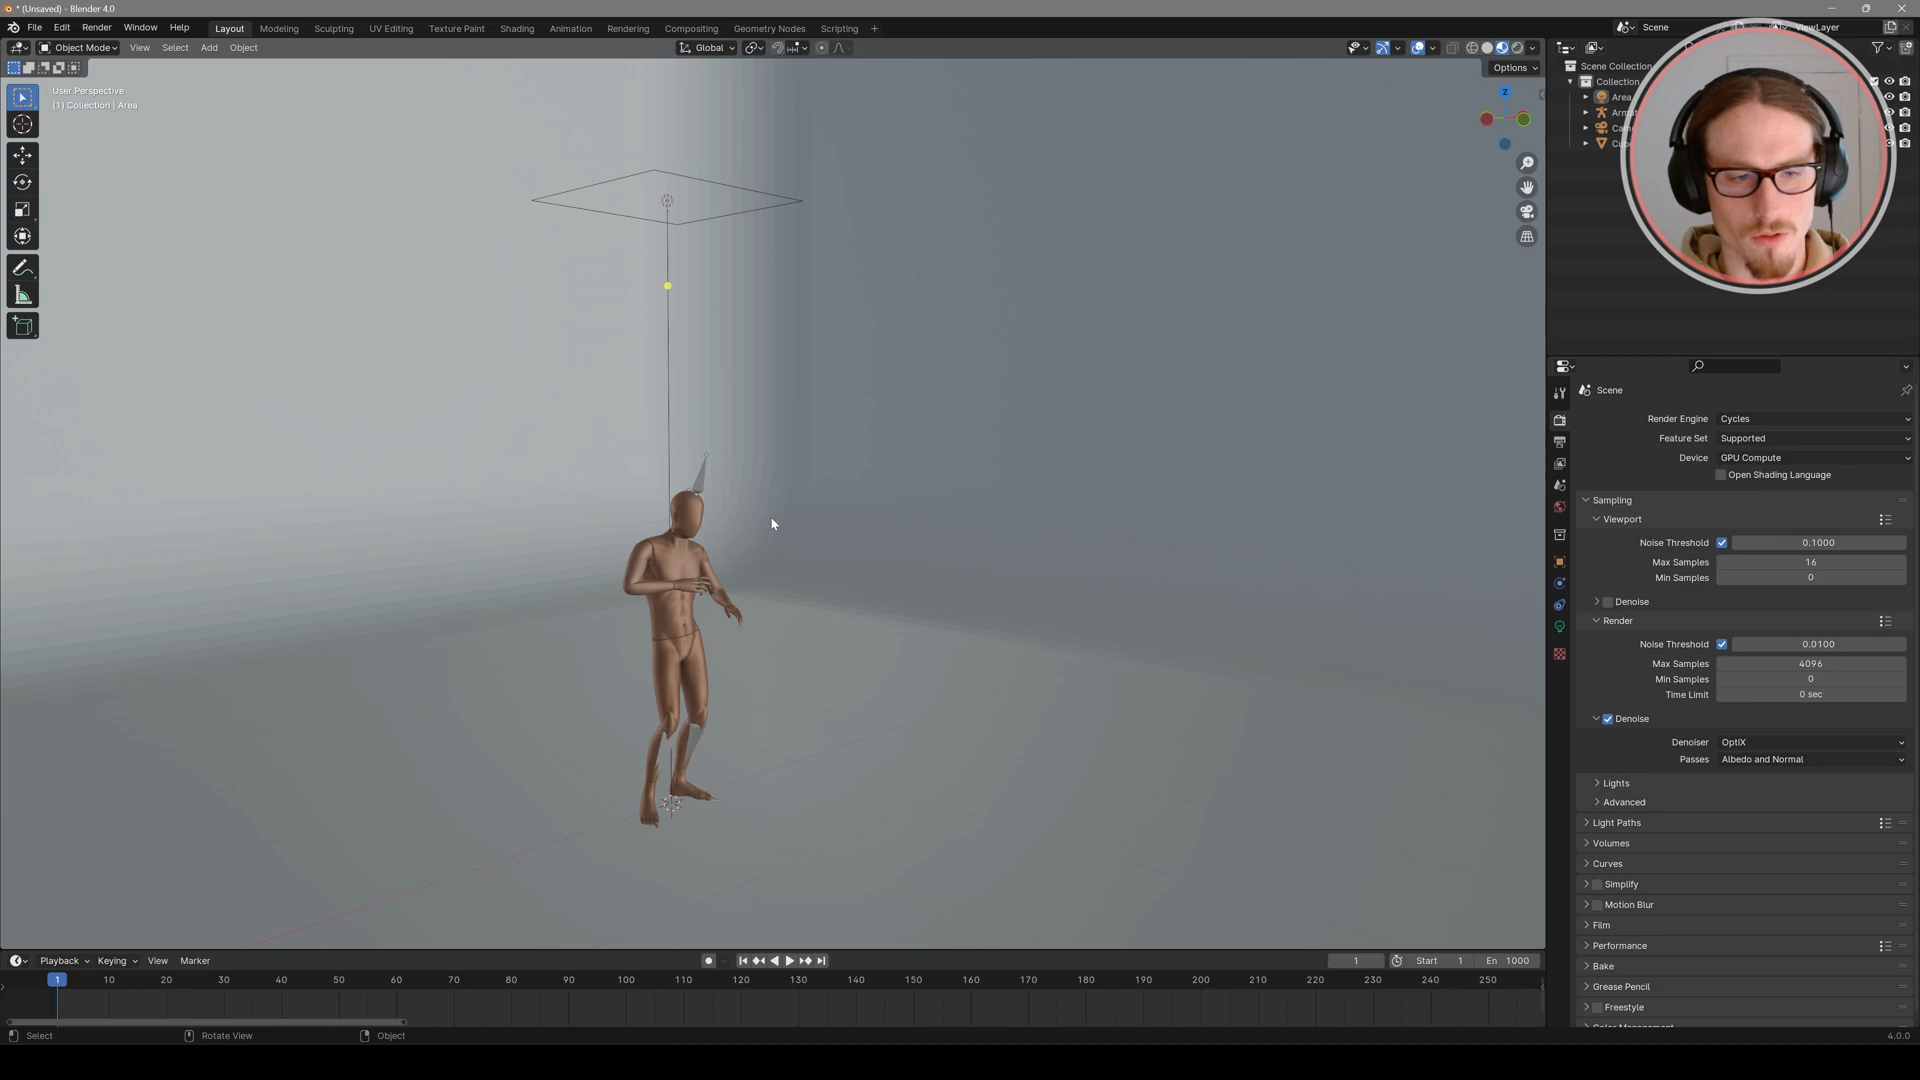 * (Unsaved) - Blender 4.0
File Edit Render Window Help Layout Modeling Sculpting UV Editing Texture Paint Shading Animation Rendering Compositing Geometry Nodes Scripting + Scene ViewLayer
Object Mode View Select Add Object Global
Options
User Perspective
(1) Collection | Area
Z
Scene Collection
Collection
Area
Scene
Render Engine Cycles
Feature Set Supported
Device GPU Compute
Open Shading Language
Sampling
Viewport
Noise Threshold 0.1000
Max Samples 16
Min Samples 0
Denoise
Render
Noise Threshold 0.0100
Max Samples 4096
Min Samples 0
Time Limit 0 sec
Denoise
Denoiser OptiX
Passes Albedo and Normal
Lights
Advanced
Light Paths
Volumes
Curves
Simplify
Motion Blur
Film
Performance
Bake
Grease Pencil
Freestyle
Color Management
Playback Keying View Marker 1 Start 1 En 1000
1 10 20 30 40 50 60 70 80 90 100 110 120 130 140 150 160 170 180 190 200 210 220 230 240 250
Select Rotate View Object 4.0.0